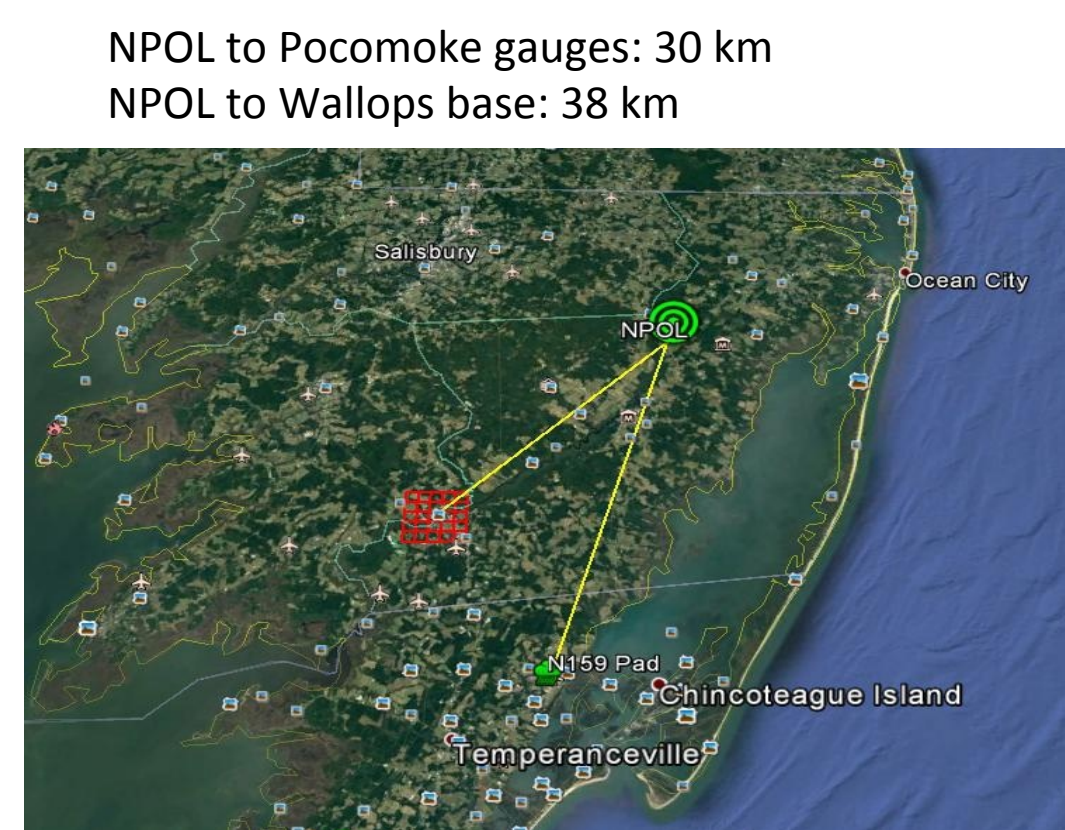 NPOL to Pocomoke gauges: 30 km
NPOL to Wallops base: 38 km
Salisbury
Ocean City
NPOL
N159 Pad
Chincoteague Island
Temperanceville